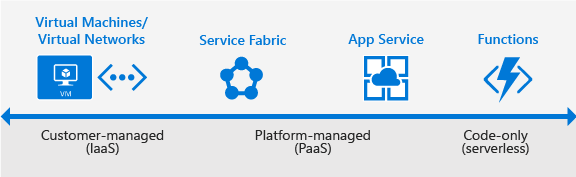 Virtual Machines/
Virtual Networks
Service Fabric
App Service
Functions
VM
Customer-managed
(IaaS)
Platform-managed
(PaaS)
Code-only
(serverless)